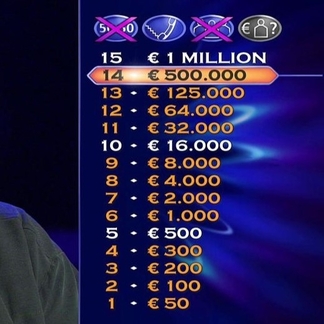 50:50
€ ?
15 € 1 MILLION
14 € 500.000
13 • € 125.000
12 • € 64.000
11 • € 32.000
10 • € 16.000
9 • € 8.000
8 • € 4.000
7 • € 2.000
6 • € 1.000
5 • € 500
4 • € 300
3 • € 200
2 • € 100
1 • € 50